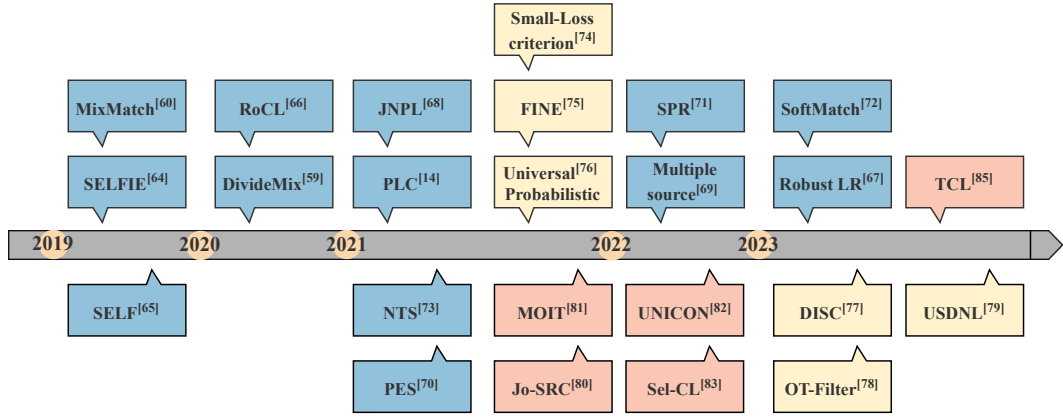 Small-Loss
criterion[74]
MixMatch[60]
RoCL[66]
JNPL[68]
FINE[75]
SPR[71]
SoftMatch[72]
SELFIE[64]
DivideMix[59]
PLC[14]
Universal[76]
Probabilistic
Multiple
source[69]
Robust LR[67]
TCL[85]
2019
2020
2021
2022
2023
SELF[65]
NTS[73]
MOIT[81]
UNICON[82]
DISC[77]
USDNL[79]
PES[70]
Jo-SRC[80]
Sel-CL[83]
OT-Filter[78]